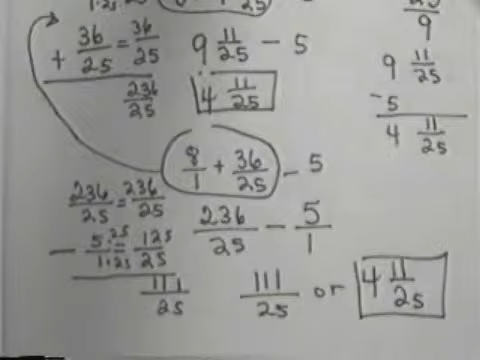 + 36/25 = 36/25
236/25
9 11/25 - 5
4 11/25
9
9 11/25
-5
4 11/25
8/1 + 36/25 - 5
236/25 = 236/25
- 5·25/1·25 = 125/25
111/25
236/25 - 5/1
111/25 or 4 11/25